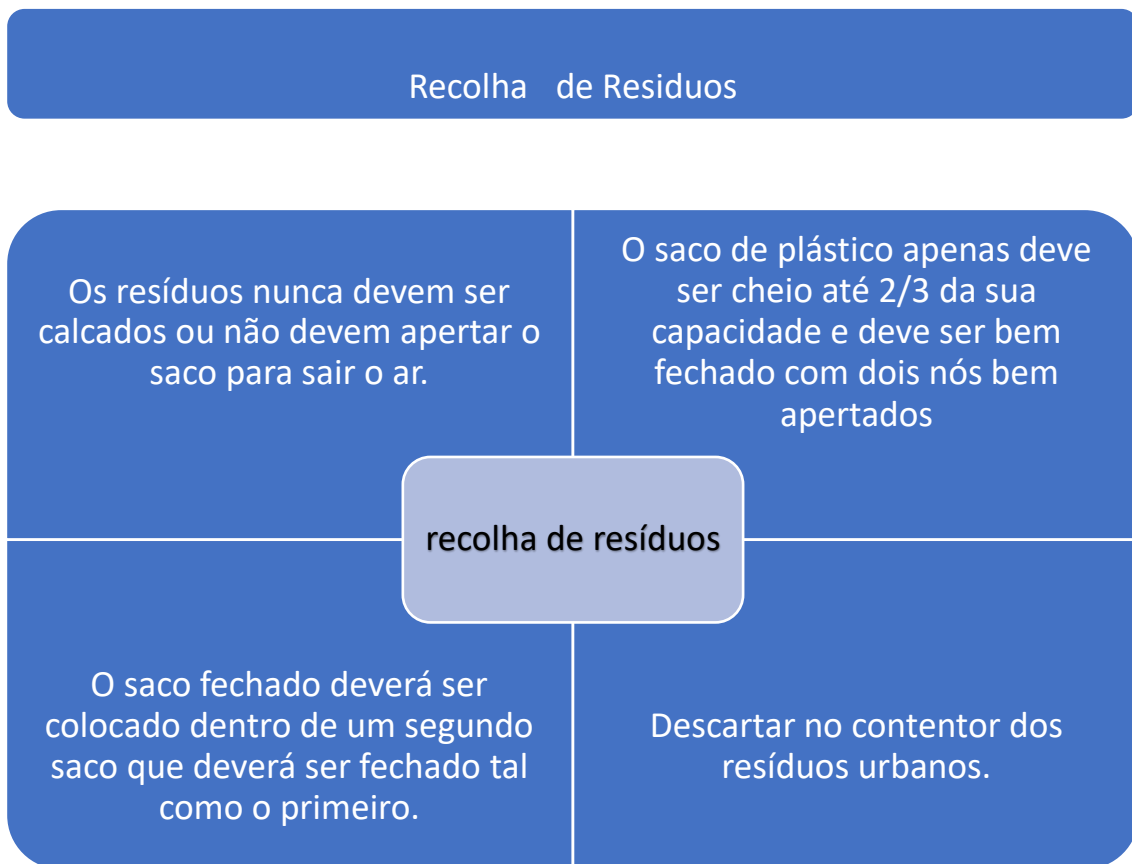 Recolha de Residuos
Os resíduos nunca devem ser
calcados ou não devem apertar o
saco para sair o ar.
O saco de plástico apenas deve
ser cheio até 2/3 da sua
capacidade e deve ser bem
fechado com dois nós bem
apertados
recolha de resíduos
O saco fechado deverá ser
colocado dentro de um segundo
saco que deverá ser fechado tal
como o primeiro.
Descartar no contentor dos
resíduos urbanos.